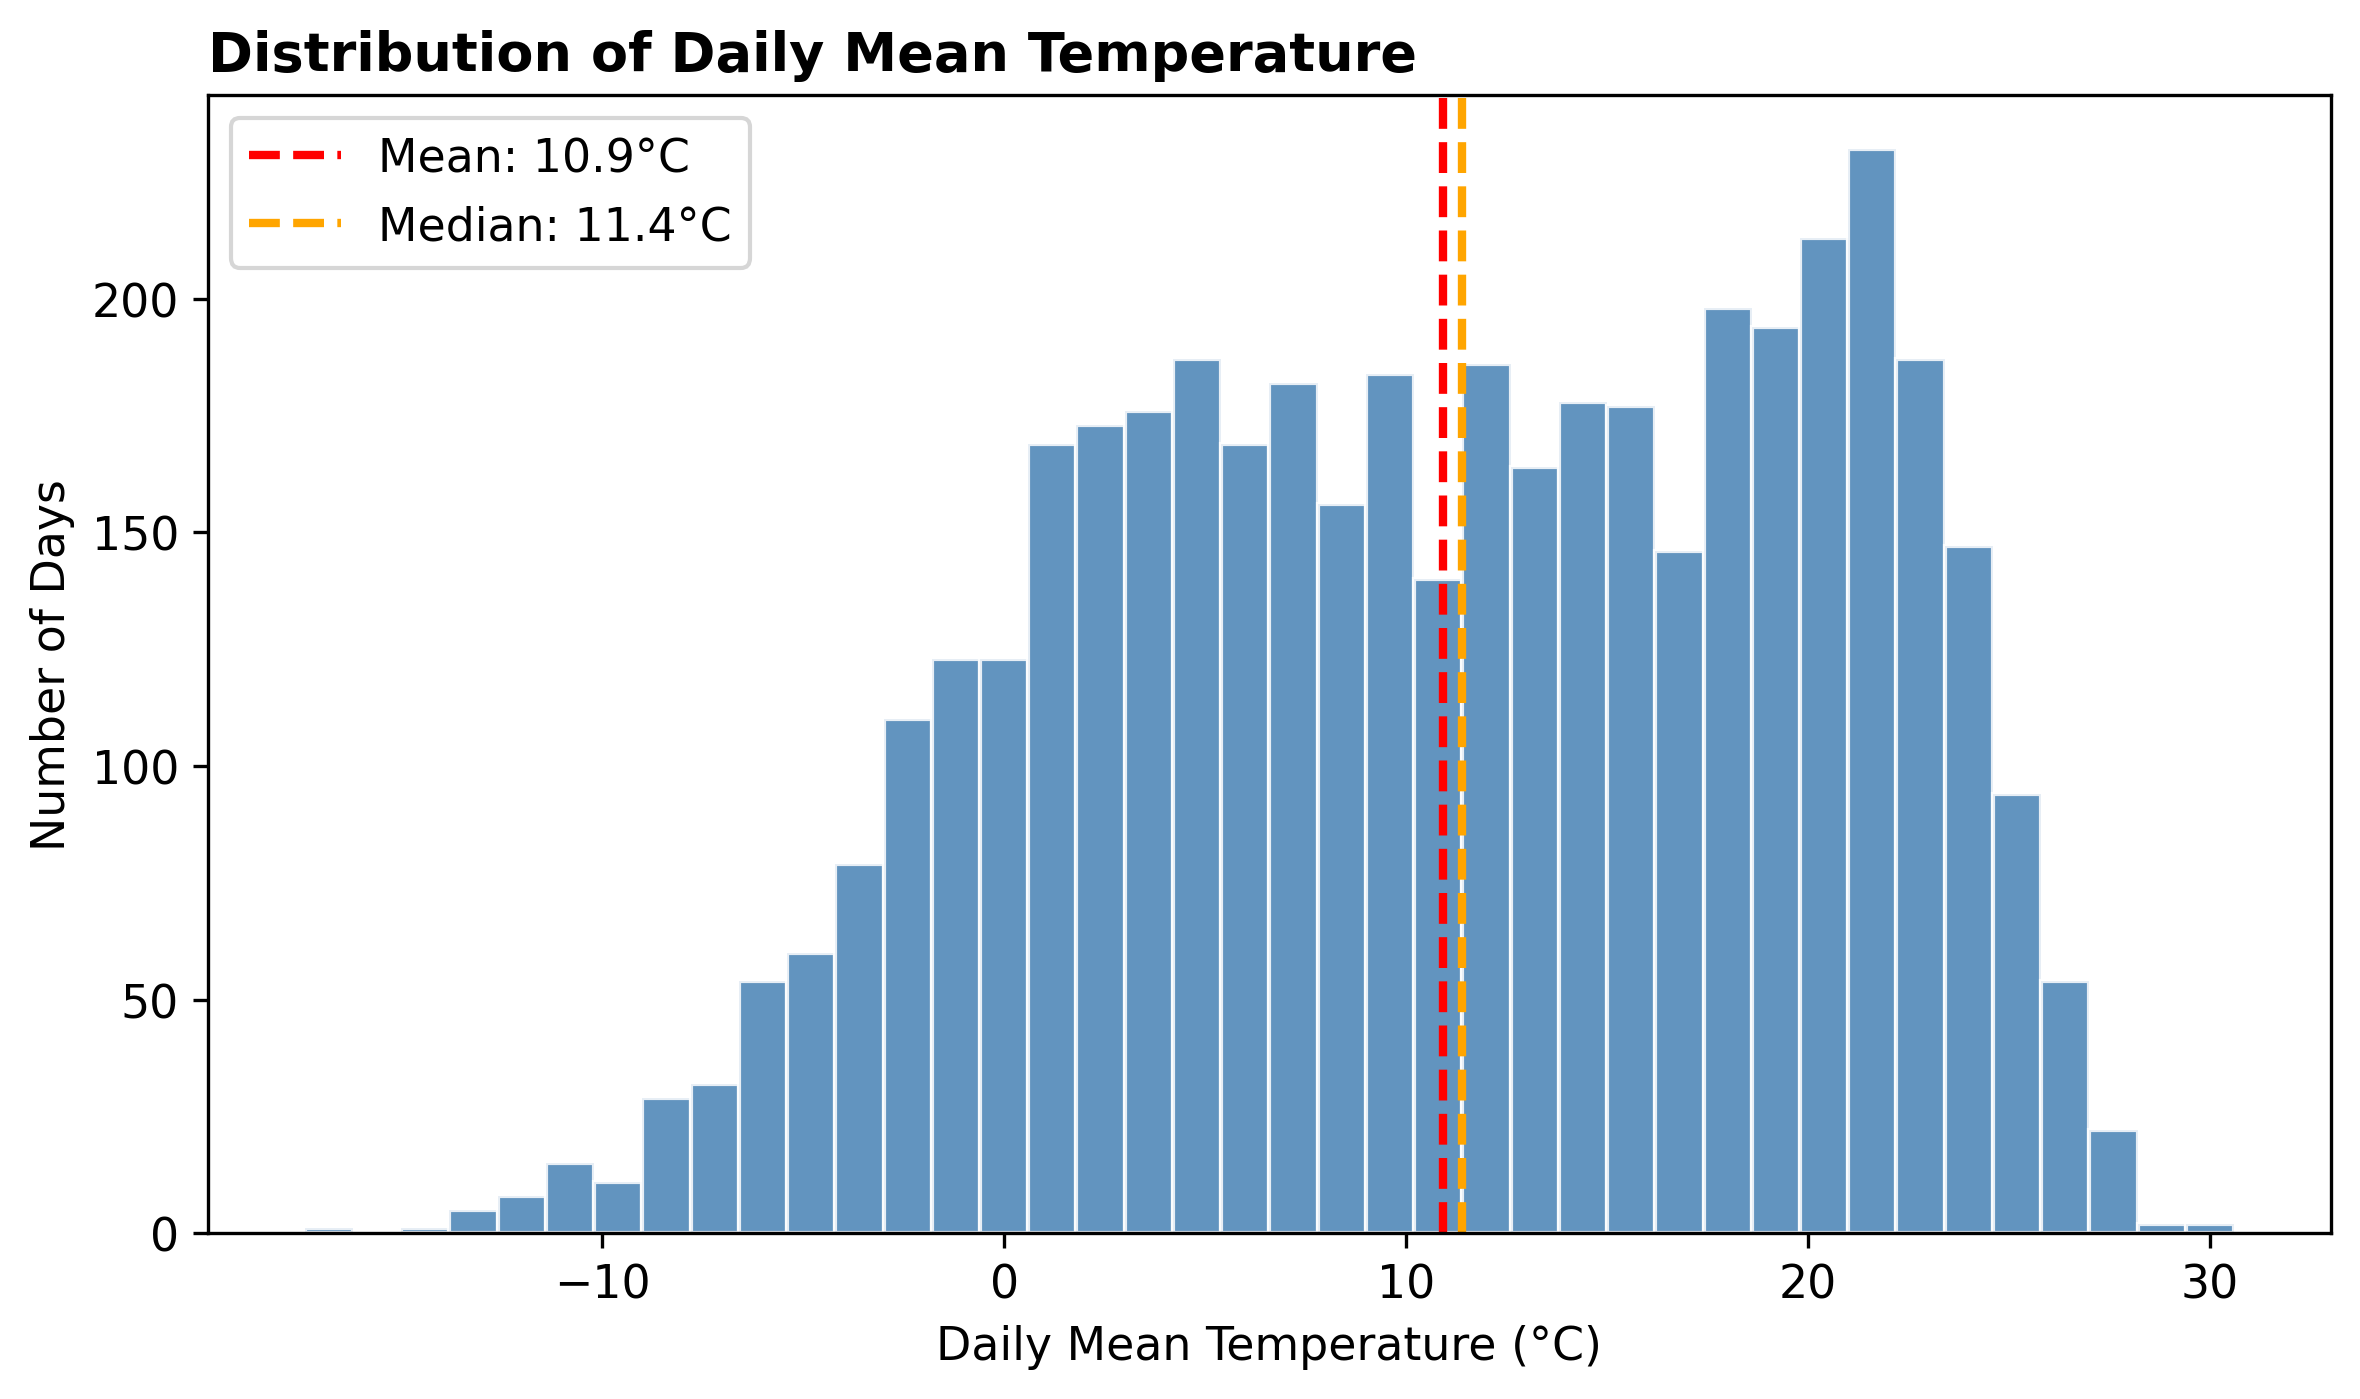 Distribution of Daily Mean Temperature
Mean: 10.9°C
Median: 11.4°C
Number of Days
200
150
100
50
0
−10 0 10 20 30
Daily Mean Temperature (°C)